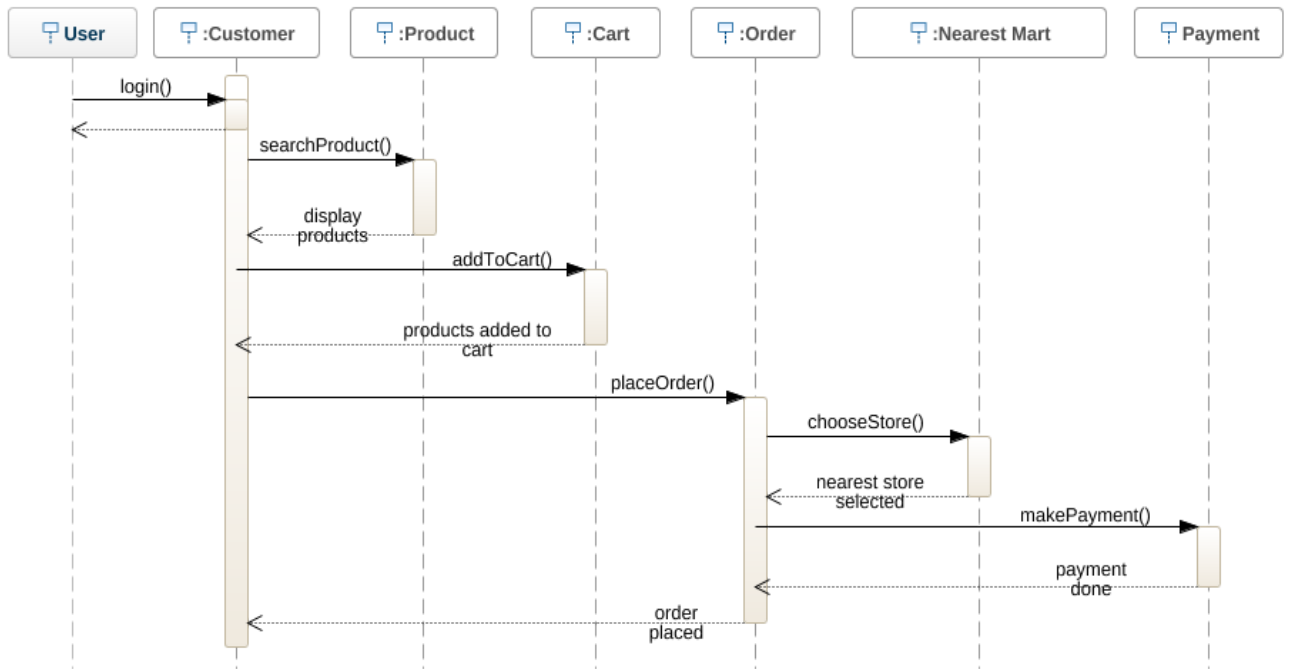 User
:Customer
:Product
:Cart
:Order
:Nearest Mart
Payment
login()
searchProduct()
display
products
addToCart()
products added to
cart
placeOrder()
chooseStore()
nearest store
selected
makePayment()
payment
done
order
placed